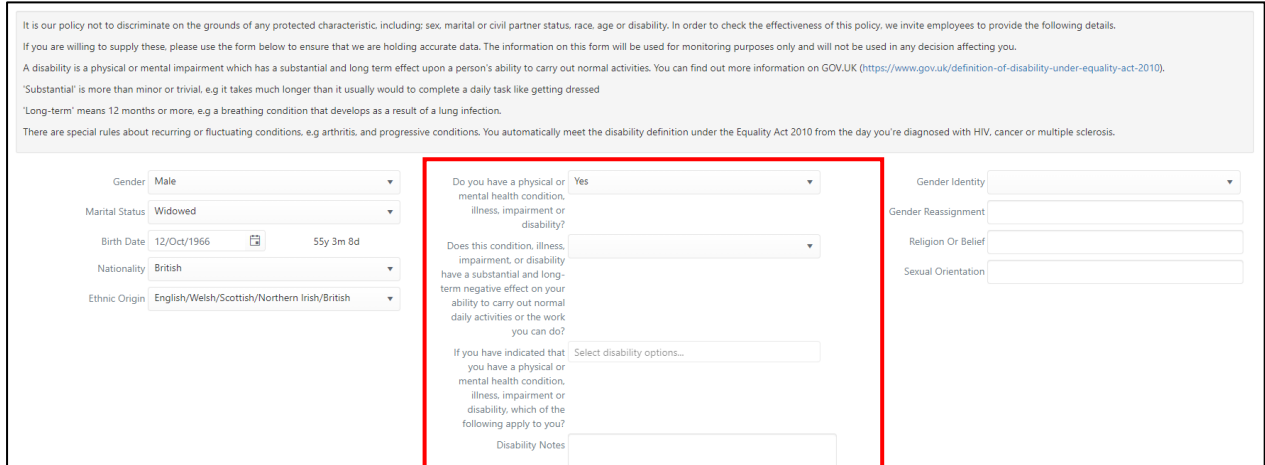 It is our policy not to discriminate on the grounds of any protected characteristic, including; sex, marital or civil partner status, race, age or disability. In order to check the effectiveness of this policy, we invite employees to provide the following details.
If you are willing to supply these, please use the form below to ensure that we are holding accurate data. The information on this form will be used for monitoring purposes only and will not be used in any decision affecting you.
A disability is a physical or mental impairment which has a substantial and long term effect upon a person's ability to carry out normal activities. You can find out more information on GOV.UK (https://www.gov.uk/definition-of-disability-under-equality-act-2010).
'Substantial' is more than minor or trivial, e.g it takes much longer than it usually would to complete a daily task like getting dressed
'Long-term' means 12 months or more, e.g a breathing condition that develops as a result of a lung infection.
There are special rules about recurring or fluctuating conditions, e.g arthritis, and progressive conditions. You automatically meet the disability definition under the Equality Act 2010 from the day you're diagnosed with HIV, cancer or multiple sclerosis.
Gender Male
Marital Status Widowed
Birth Date 12/Oct/1966 55y 3m 8d
Nationality British
Ethnic Origin English/Welsh/Scottish/Northern Irish/British
Do you have a physical or Yes
mental health condition,
illness, impairment or
disability?
Does this condition, illness,
impairment, or disability
have a substantial and long-
term negative effect on your
ability to carry out normal
daily activities or the work
you can do?
If you have indicated that Select disability options...
you have a physical or
mental health condition,
illness, impairment or
disability, which of the
following apply to you?
Disability Notes
Gender Identity
Gender Reassignment
Religion Or Belief
Sexual Orientation